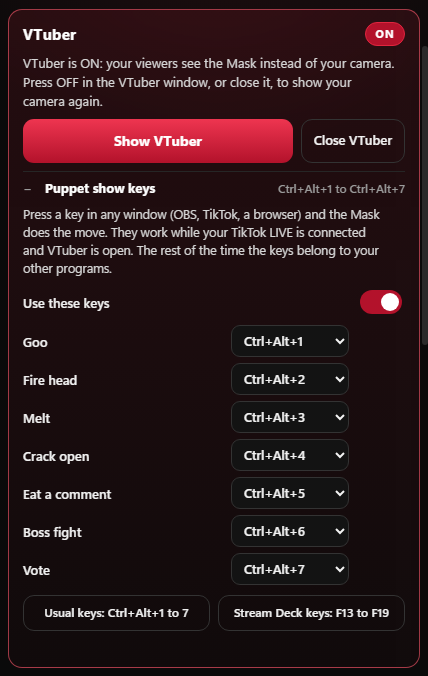 VTuber
ON
VTuber is ON: your viewers see the Mask instead of your camera.
Press OFF in the VTuber window, or close it, to show your
camera again.
Show VTuber
Close VTuber
– Puppet show keys
Ctrl+Alt+1 to Ctrl+Alt+7
Press a key in any window (OBS, TikTok, a browser) and the Mask
does the move. They work while your TikTok LIVE is connected
and VTuber is open. The rest of the time the keys belong to your
other programs.
Use these keys
Goo
Ctrl+Alt+1
Fire head
Ctrl+Alt+2
Melt
Ctrl+Alt+3
Crack open
Ctrl+Alt+4
Eat a comment
Ctrl+Alt+5
Boss fight
Ctrl+Alt+6
Vote
Ctrl+Alt+7
Usual keys: Ctrl+Alt+1 to 7
Stream Deck keys: F13 to F19